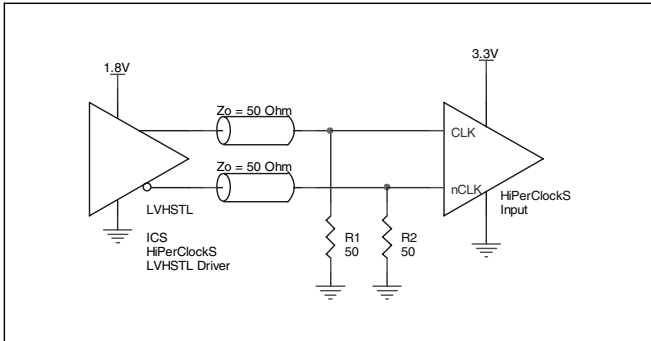 1.8V
3.3V
Zo = 50 Ohm
CLK
Zo = 50 Ohm
nCLK
HiPerClockS
Input
LVHSTL
ICS
HiPerClockS
LVHSTL Driver
R1
50
R2
50